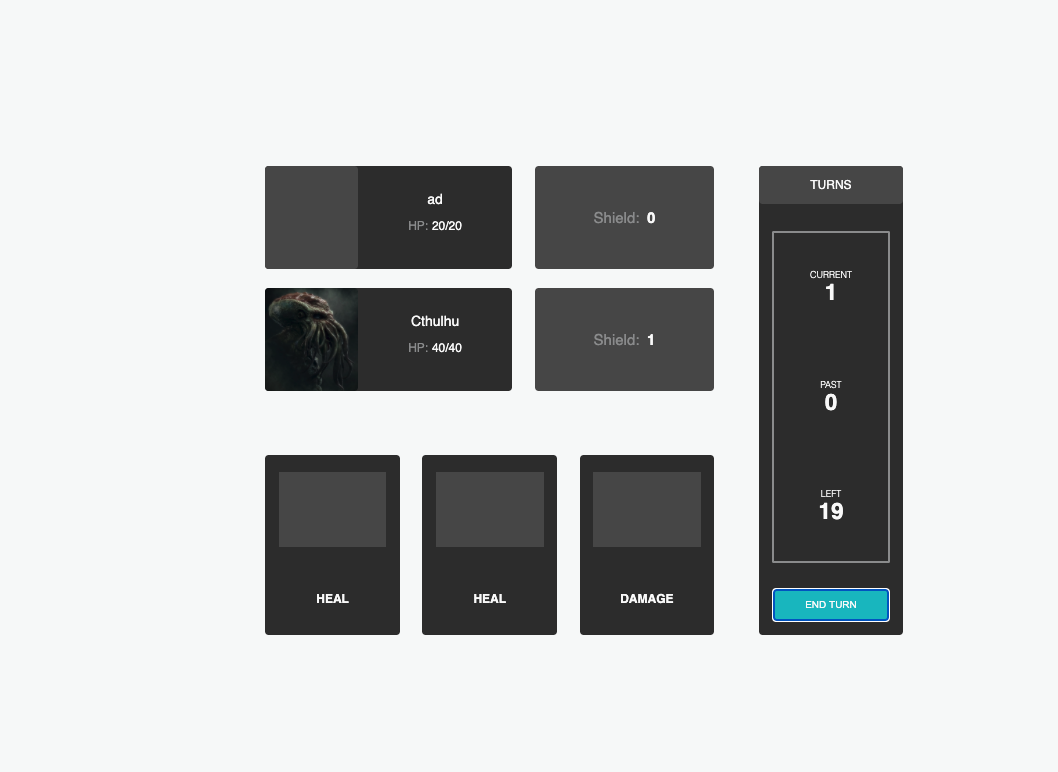 ad
HP: 20/20
Shield: 0
Cthulhu
HP: 40/40
Shield: 1
HEAL
HEAL
DAMAGE
TURNS
CURRENT
1
PAST
0
LEFT
19
END TURN